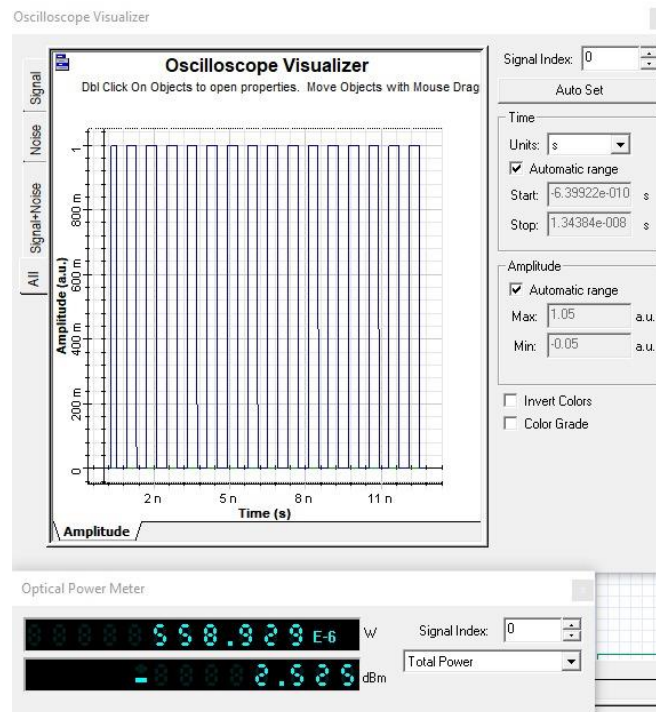 Oscilloscope Visualizer
Oscilloscope Visualizer
Dbl Click On Objects to open properties. Move Objects with Mouse Drag
Signal
Noise
Signal+Noise
All
Amplitude (a.u.)
1
800 m
600 m
400 m
200 m
0
2 n 5 n 8 n 11 n
Time (s)
Amplitude
Signal Index: 0
Auto Set
Time
Units: s
Automatic range
Start: -6.39922e-010 s
Stop: 1.34384e-008 s
Amplitude
Automatic range
Max: 1.05 a.u.
Min: -0.05 a.u.
Invert Colors
Color Grade
Optical Power Meter
558.929 E-6 W
-2.525 dBm
Signal Index: 0
Total Power